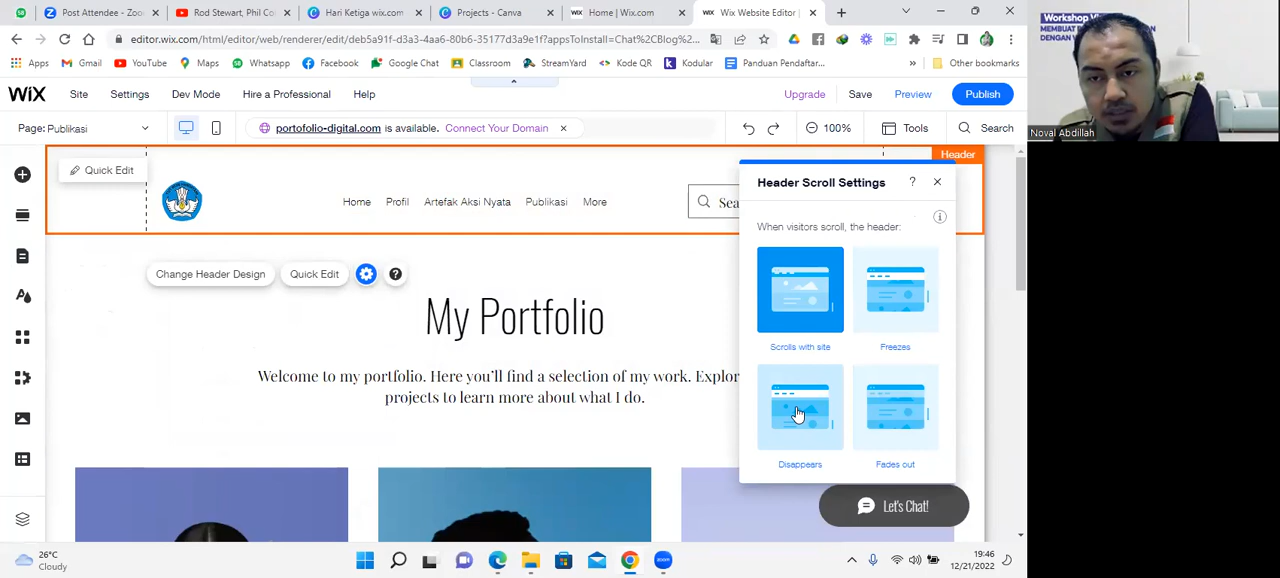 Post Attendee - Zoo
Rod Stewart, Phil Co
Hari Ketiga wix.com
Projects - Canva
Home | Wix.com
Wix Website Editor |
editor.wix.com/html/editor/web/renderer/edit
d3a3-4aa6-80b6-35177d3a9e1f?appsToInstall=Chat%2CBlog...
Apps
Gmail
YouTube
Maps
Whatsapp
Facebook
Google Chat
Classroom
StreamYard
Kode QR
Kodular
Panduan Pendaftar...
Other bookmarks
WiX
Site
Settings
Dev Mode
Hire a Professional
Help
Upgrade
Save
Preview
Publish
Page: Publikasi
portofolio-digital.com is available. Connect Your Domain
100%
Tools
Search
Header
Quick Edit
Home
Profil
Artefak Aksi Nyata
Publikasi
More
Sea
Header Scroll Settings
?
When visitors scroll, the header:
Scrolls with site
Freezes
Disappears
Fades out
Change Header Design
Quick Edit
?
My Portfolio
Welcome to my portfolio. Here you'll find a selection of my work. Explor
projects to learn more about what I do.
Let's Chat!
26°C
Cloudy
19:46
12/21/2022
Workshop
MEMBUAT
DENGAN
Noval Abdillah